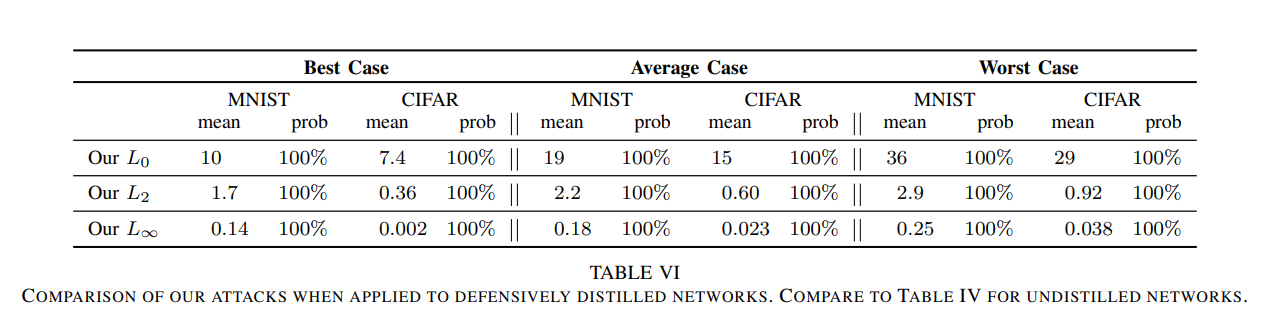 Best Case Average Case Worst Case
MNIST CIFAR MNIST CIFAR MNIST CIFAR
mean prob mean prob || mean prob mean prob || mean prob mean prob
Our L0 10 100% 7.4 100% || 19 100% 15 100% || 36 100% 29 100%
Our L2 1.7 100% 0.36 100% || 2.2 100% 0.60 100% || 2.9 100% 0.92 100%
Our L∞ 0.14 100% 0.002 100% || 0.18 100% 0.023 100% || 0.25 100% 0.038 100%
TABLE VI
COMPARISON OF OUR ATTACKS WHEN APPLIED TO DEFENSIVELY DISTILLED NETWORKS. COMPARE TO TABLE IV FOR UNDISTILLED NETWORKS.